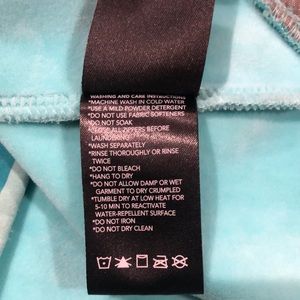 WASHING AND CARE INSTRUCTIONS
*MACHINE WASH IN COLD WATER
*USE A MILD POWDER DETERGENT
*DO NOT USE FABRIC SOFTENERS
*DO NOT SOAK
*CLOSE ALL ZIPPERS BEFORE
LAUNDERING
*WASH SEPARATELY
*RINSE THOROUGHLY OR RINSE
TWICE
*DO NOT BLEACH
*HANG TO DRY
*DO NOT ALLOW DAMP OR WET
GARMENT TO DRY CRUMPLED
*TUMBLE DRY AT LOW HEAT FOR
5-10 MIN TO REACTIVATE
WATER-REPELLENT SURFACE
*DO NOT IRON
*DO NOT DRY CLEAN